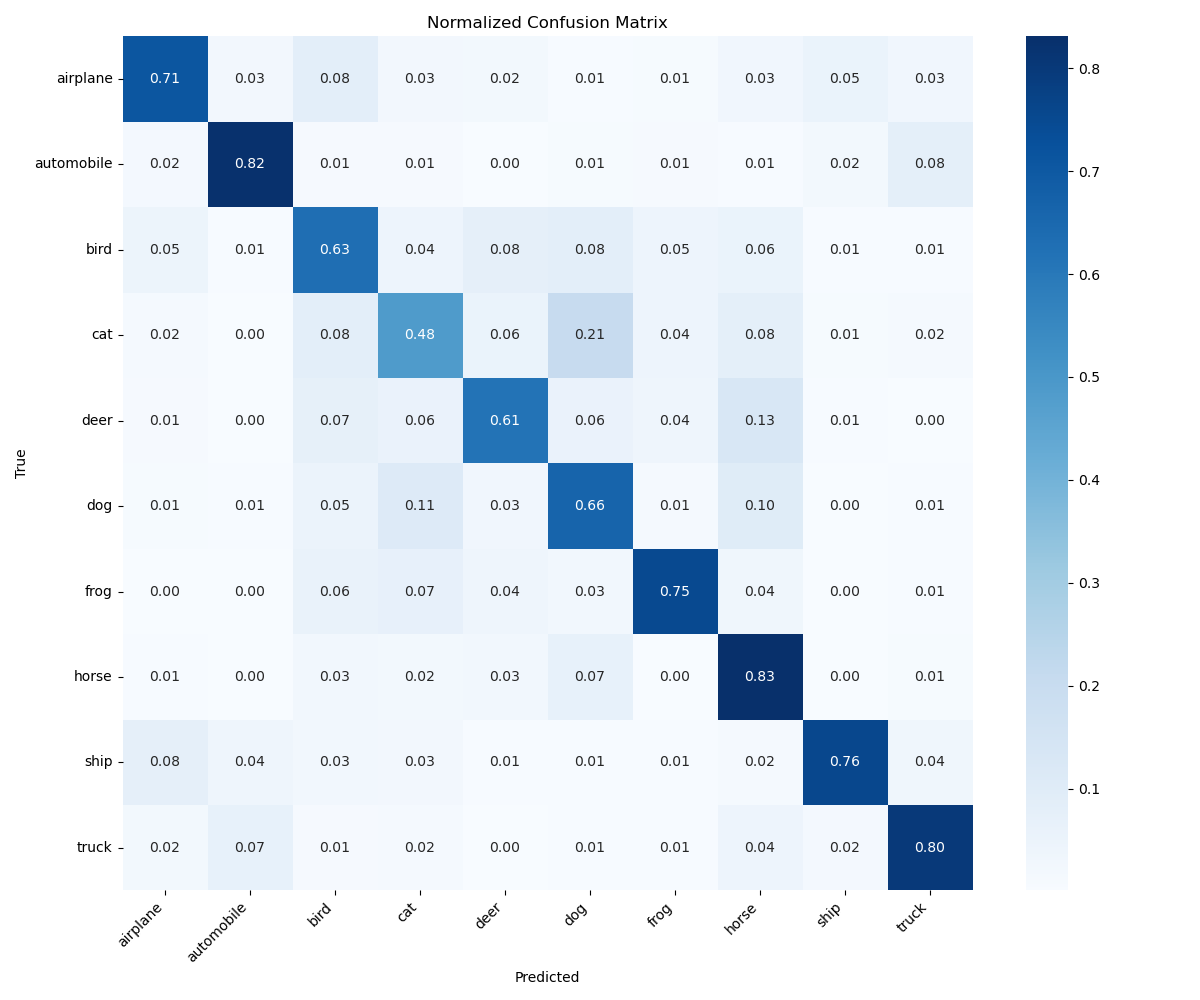 Normalized Confusion Matrix
airplane 0.71 0.03 0.08 0.03 0.02 0.01 0.01 0.03 0.05 0.03
automobile 0.02 0.82 0.01 0.01 0.00 0.01 0.01 0.01 0.02 0.08
bird 0.05 0.01 0.63 0.04 0.08 0.08 0.05 0.06 0.01 0.01
cat 0.02 0.00 0.08 0.48 0.06 0.21 0.04 0.08 0.01 0.02
deer 0.01 0.00 0.07 0.06 0.61 0.06 0.04 0.13 0.01 0.00
dog 0.01 0.01 0.05 0.11 0.03 0.66 0.01 0.10 0.00 0.01
frog 0.00 0.00 0.06 0.07 0.04 0.03 0.75 0.04 0.00 0.01
horse 0.01 0.00 0.03 0.02 0.03 0.07 0.00 0.83 0.00 0.01
ship 0.08 0.04 0.03 0.03 0.01 0.01 0.01 0.02 0.76 0.04
truck 0.02 0.07 0.01 0.02 0.00 0.01 0.01 0.04 0.02 0.80
airplane automobile bird cat deer dog frog horse ship truck
Predicted
True
0.8
0.7
0.6
0.5
0.4
0.3
0.2
0.1